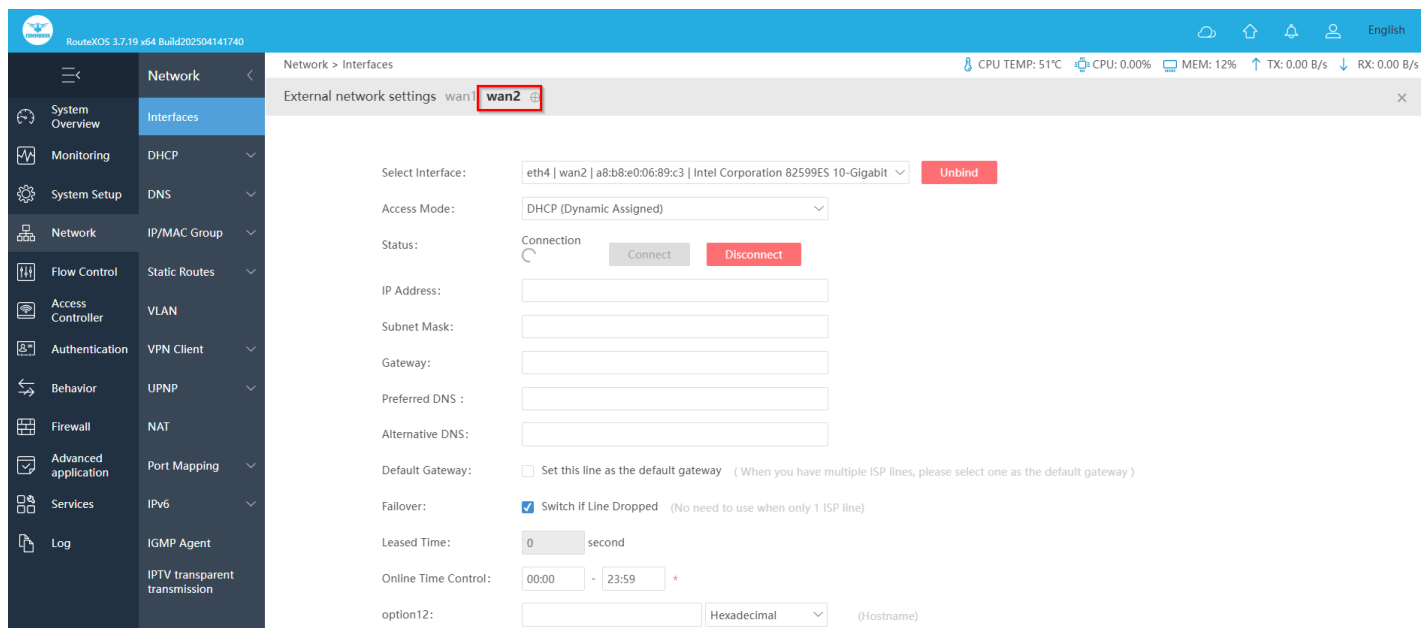 RouteXOS 3.7.19 x64 Build202504141740
English
Network
Network > Interfaces
CPU TEMP: 51℃ CPU: 0.00% MEM: 12% TX: 0.00 B/s RX: 0.00 B/s
External network settings wan1 wan2
System Overview
Monitoring
System Setup
Network
Flow Control
Access Controller
Authentication
Behavior
Firewall
Advanced application
Services
Log
Interfaces
DHCP
DNS
IP/MAC Group
Static Routes
VLAN
VPN Client
UPNP
NAT
Port Mapping
IPv6
IGMP Agent
IPTV transparent transmission
Select Interface: eth4 | wan2 | a8:b8:e0:06:89:c3 | Intel Corporation 82599ES 10-Gigabit Unbind
Access Mode: DHCP (Dynamic Assigned)
Status: Connection Connect Disconnect
IP Address:
Subnet Mask:
Gateway:
Preferred DNS :
Alternative DNS:
Default Gateway: Set this line as the default gateway ( When you have multiple ISP lines, please select one as the default gateway )
Failover: Switch if Line Dropped (No need to use when only 1 ISP line)
Leased Time: 0 second
Online Time Control: 00:00 - 23:59 *
option12: Hexadecimal (Hostname)